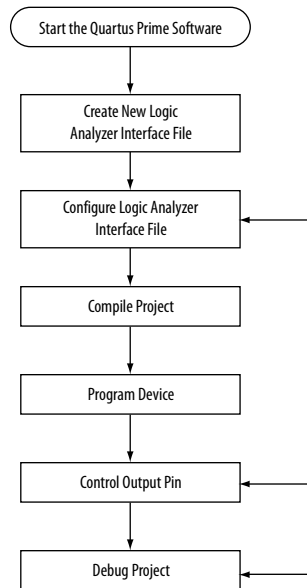 Start the Quartus Prime Software
Create New Logic
Analyzer Interface File
Configure Logic Analyzer
Interface File
Compile Project
Program Device
Control Output Pin
Debug Project